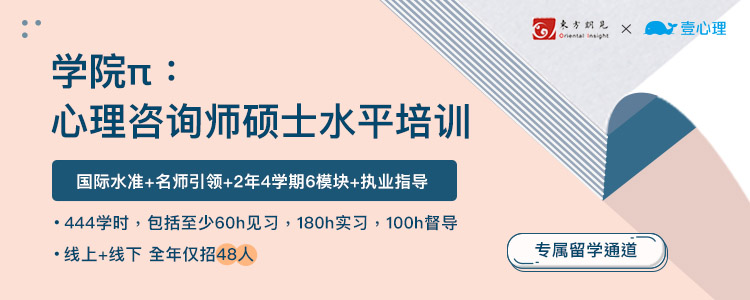 东方明见
Oriental Insight
×
壹心理
学院π：
心理咨询师硕士水平培训
国际水准+名师引领+2年4学期6模块+执业指导
•444学时，包括至少60h见习，180h实习，100h督导
•线上+线下 全年仅招48人
专属留学通道